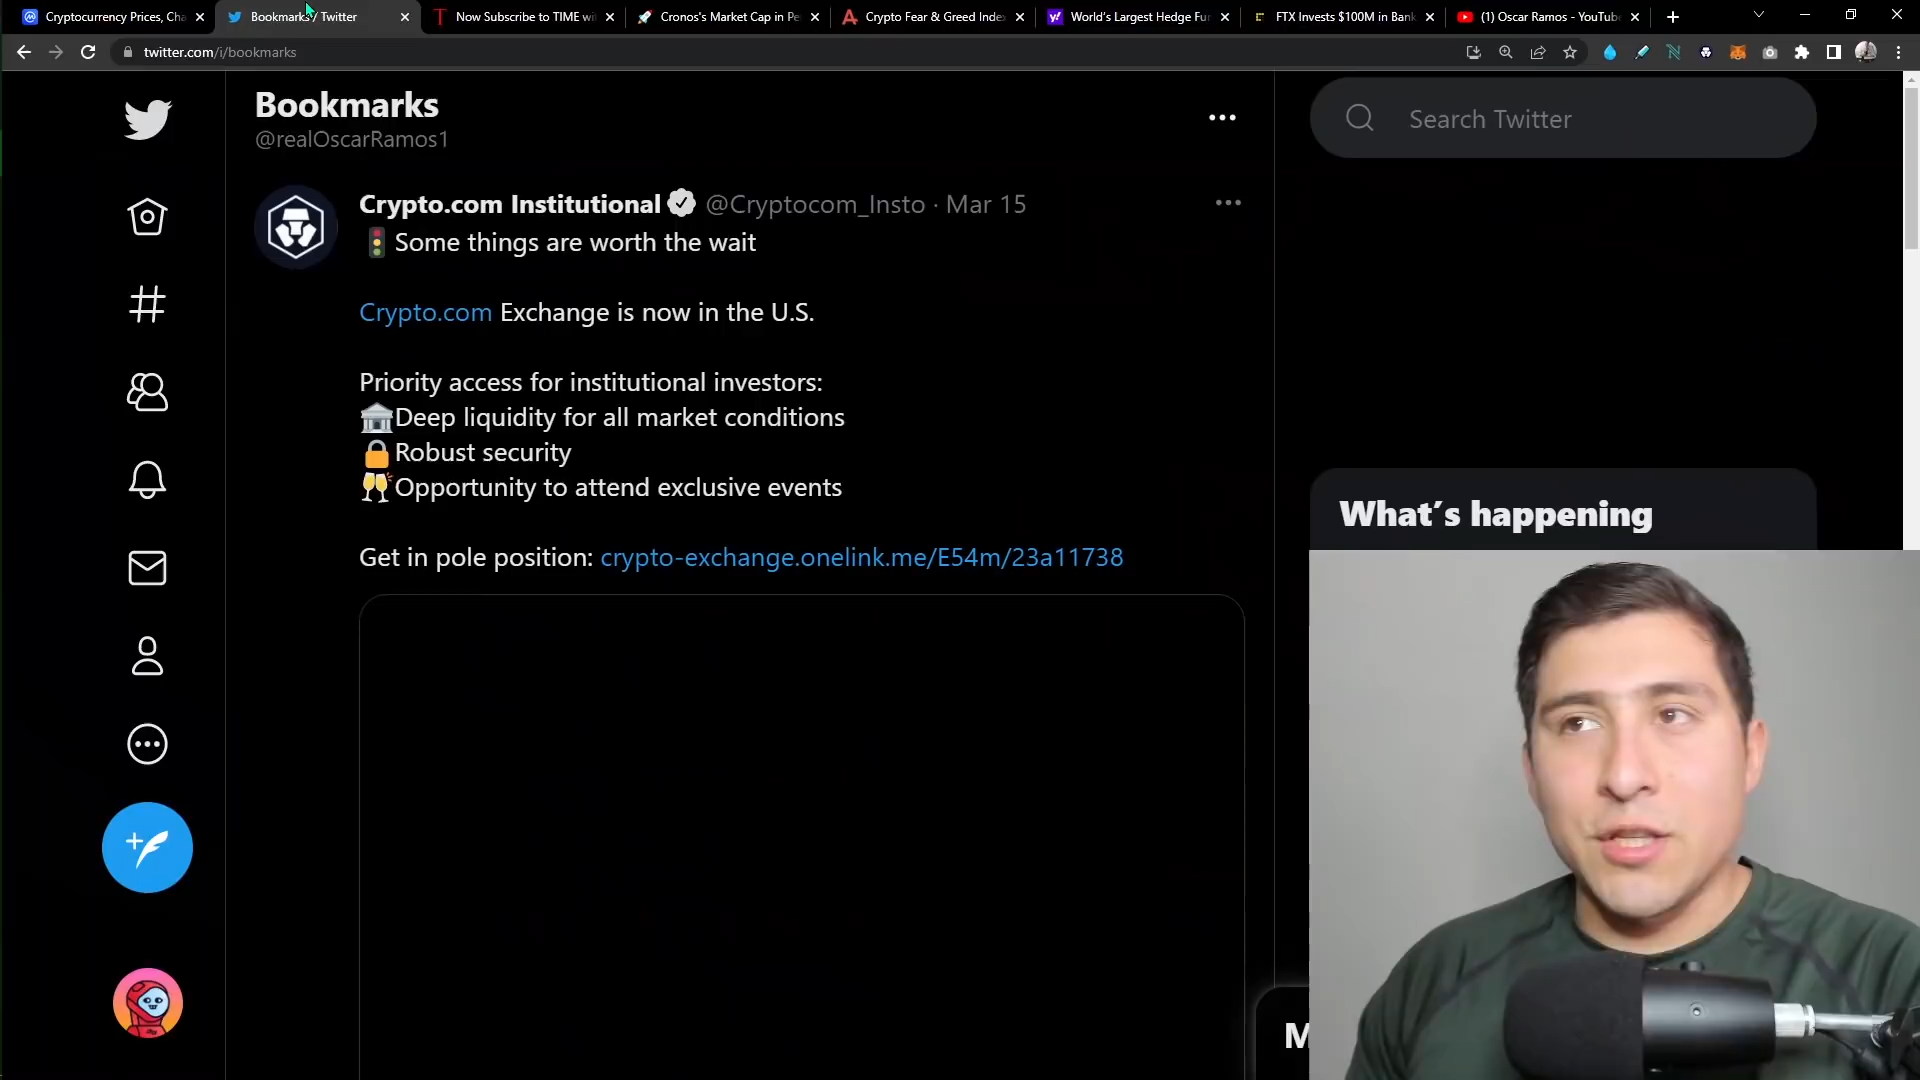 Cryptocurrency Prices, Cha
Bookmarks / Twitter
Now Subscribe to TIME wit
Cronos's Market Cap in Pe
Crypto Fear & Greed Inde
World's Largest Hedge Fu
FTX Invests $100M in Bank
(1) Oscar Ramos - YouTub
twitter.com/i/bookmarks
Bookmarks
@realOscarRamos1
Search Twitter
Crypto.com Institutional @Cryptocom_Insto · Mar 15
Some things are worth the wait
Crypto.com Exchange is now in the U.S.
Priority access for institutional investors:
Deep liquidity for all market conditions
Robust security
Opportunity to attend exclusive events
Get in pole position: crypto-exchange.onelink.me/E54m/23a11738
What's happening
M